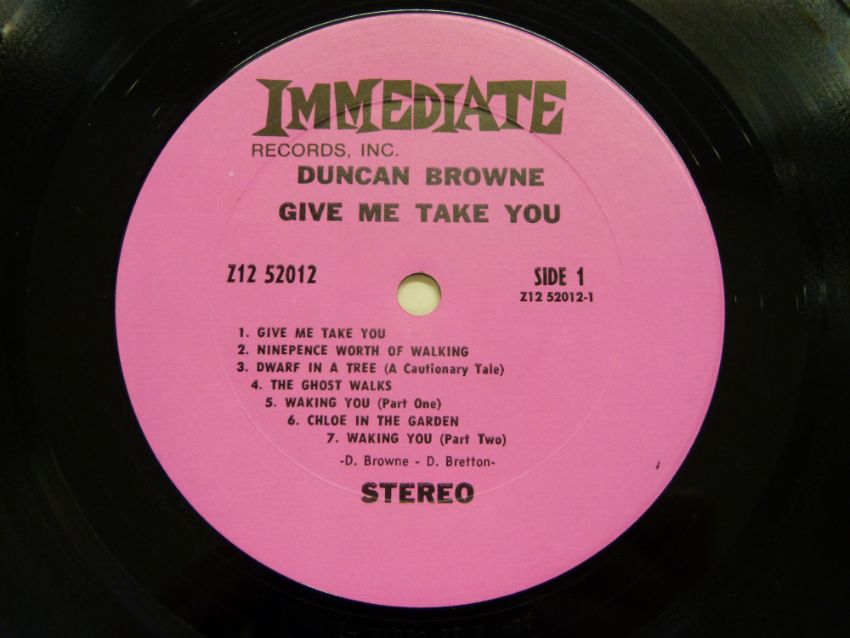 IMMEDIATE
RECORDS, INC.
DUNCAN BROWNE
GIVE ME TAKE YOU
Z12 52012
SIDE 1
Z12 52012-1
1. GIVE ME TAKE YOU
2. NINEPENCE WORTH OF WALKING
3. DWARF IN A TREE (A Cautionary Tale)
4. THE GHOST WALKS
5. WAKING YOU (Part One)
6. CHLOE IN THE GARDEN
7. WAKING YOU (Part Two)
-D. Browne - D. Bretton-
STEREO